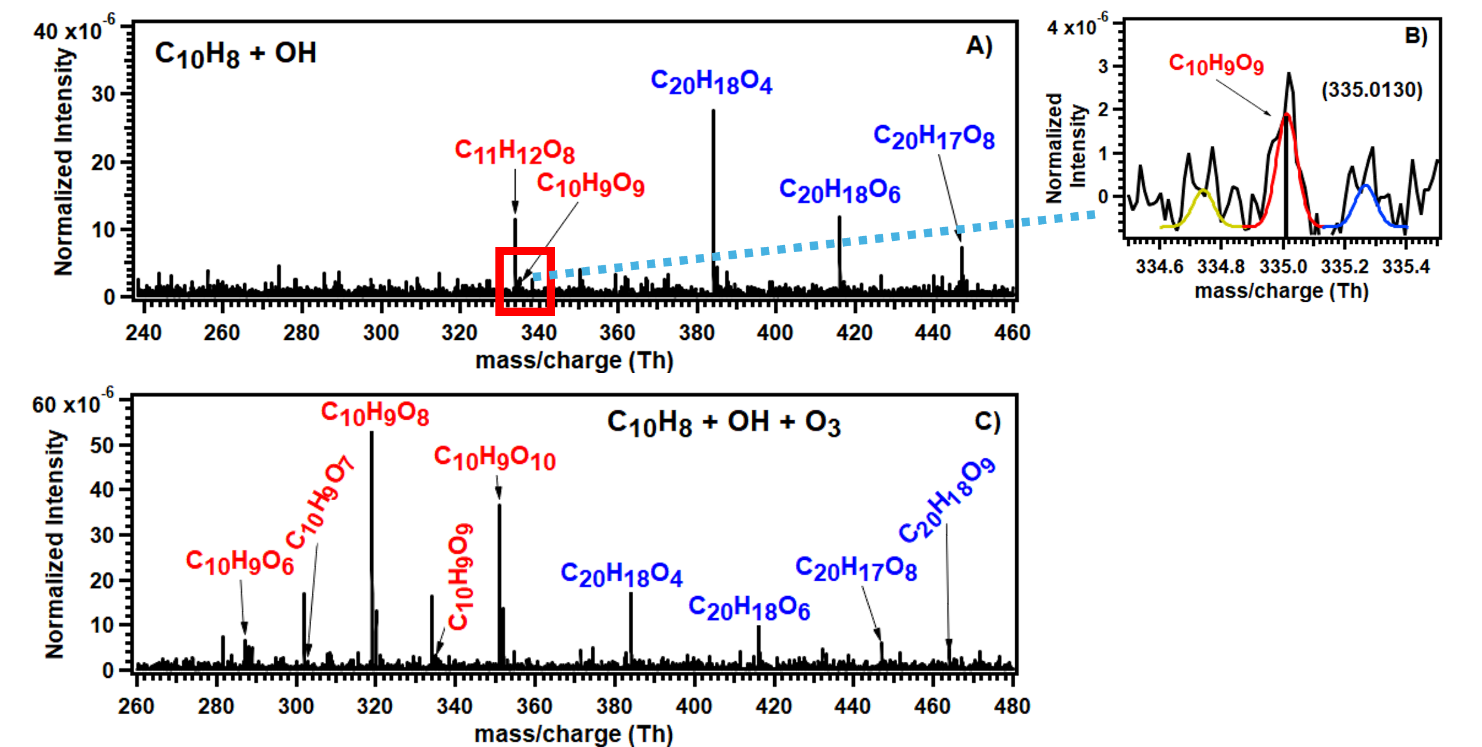 40 x10-6
C10H8 + OH
A)
C20H18O4
C11H12O8
C10H9O9
C20H18O6
C20H17O8
Normalized Intensity
30
20
10
0
240 260 280 300 320 340 360 380 400 420 440 460
mass/charge (Th)
4 x10-6
B)
C10H9O9
(335.0130)
Normalized
Intensity
3
2
1
0
334.6 334.8 335.0 335.2 335.4
mass/charge (Th)
60 x10-6
C10H9O8
C10H8 + OH + O3
C)
C10H9O6
C10H9O7
C10H9O9
C10H9O10
C20H18O4
C20H18O6
C20H17O8
C20H18O9
Normalized Intensity
50
40
30
20
10
0
260 280 300 320 340 360 380 400 420 440 460 480
mass/charge (Th)